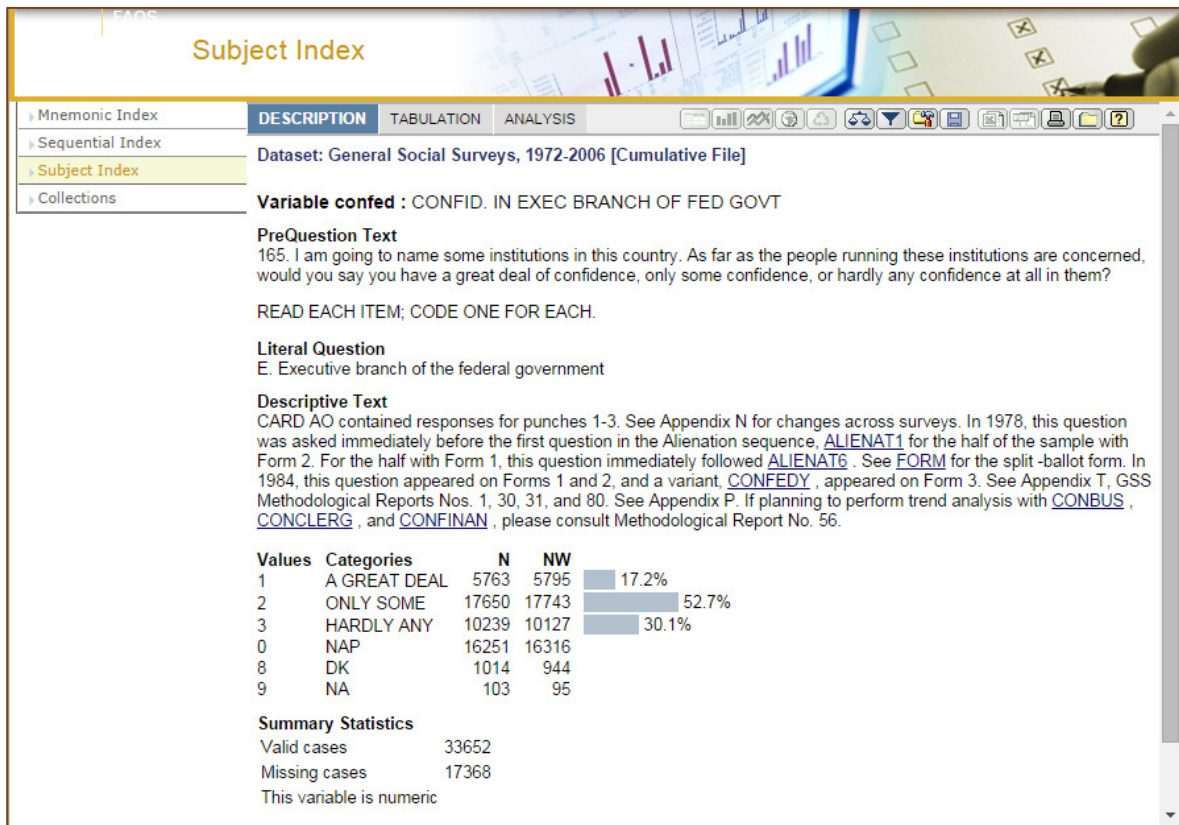 FAQS
Subject Index
Mnemonic Index
Sequential Index
Subject Index
Collections
DESCRIPTION TABULATION ANALYSIS
Dataset: General Social Surveys, 1972-2006 [Cumulative File]
Variable confed : CONFID. IN EXEC BRANCH OF FED GOVT
PreQuestion Text
165. I am going to name some institutions in this country. As far as the people running these institutions are concerned,
would you say you have a great deal of confidence, only some confidence, or hardly any confidence at all in them?
READ EACH ITEM; CODE ONE FOR EACH.
Literal Question
E. Executive branch of the federal government
Descriptive Text
CARD AO contained responses for punches 1-3. See Appendix N for changes across surveys. In 1978, this question
was asked immediately before the first question in the Alienation sequence, ALIENAT1 for the half of the sample with
Form 2. For the half with Form 1, this question immediately followed ALIENAT6 . See FORM for the split -ballot form. In
1984, this question appeared on Forms 1 and 2, and a variant, CONFEDY , appeared on Form 3. See Appendix T, GSS
Methodological Reports Nos. 1, 30, 31, and 80. See Appendix P. If planning to perform trend analysis with CONBUS ,
CONCLERG , and CONFINAN , please consult Methodological Report No. 56.
Values Categories N NW
1 A GREAT DEAL 5763 5795 17.2%
2 ONLY SOME 17650 17743 52.7%
3 HARDLY ANY 10239 10127 30.1%
0 NAP 16251 16316
8 DK 1014 944
9 NA 103 95
Summary Statistics
Valid cases 33652
Missing cases 17368
This variable is numeric